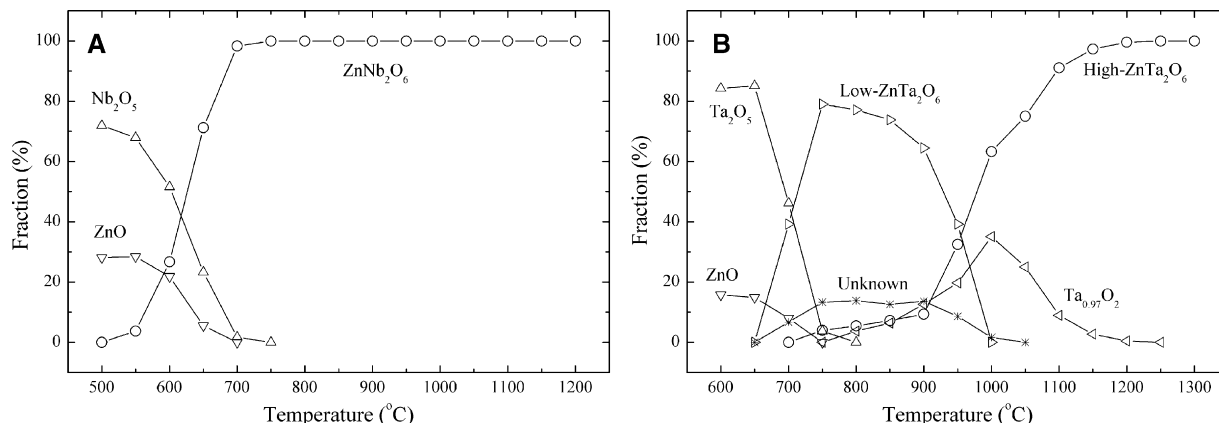 A
ZnNb₂O₆
Nb₂O₅
ZnO
Fraction (%)
100
80
60
40
20
0
500 600 700 800 900 1000 1100 1200
Temperature (°C)
B
High-ZnTa₂O₆
Low-ZnTa₂O₆
Ta₂O₅
ZnO
Unknown
Ta₀.₉₇O₂
Fraction (%)
100
80
60
40
20
0
600 700 800 900 1000 1100 1200 1300
Temperature (°C)